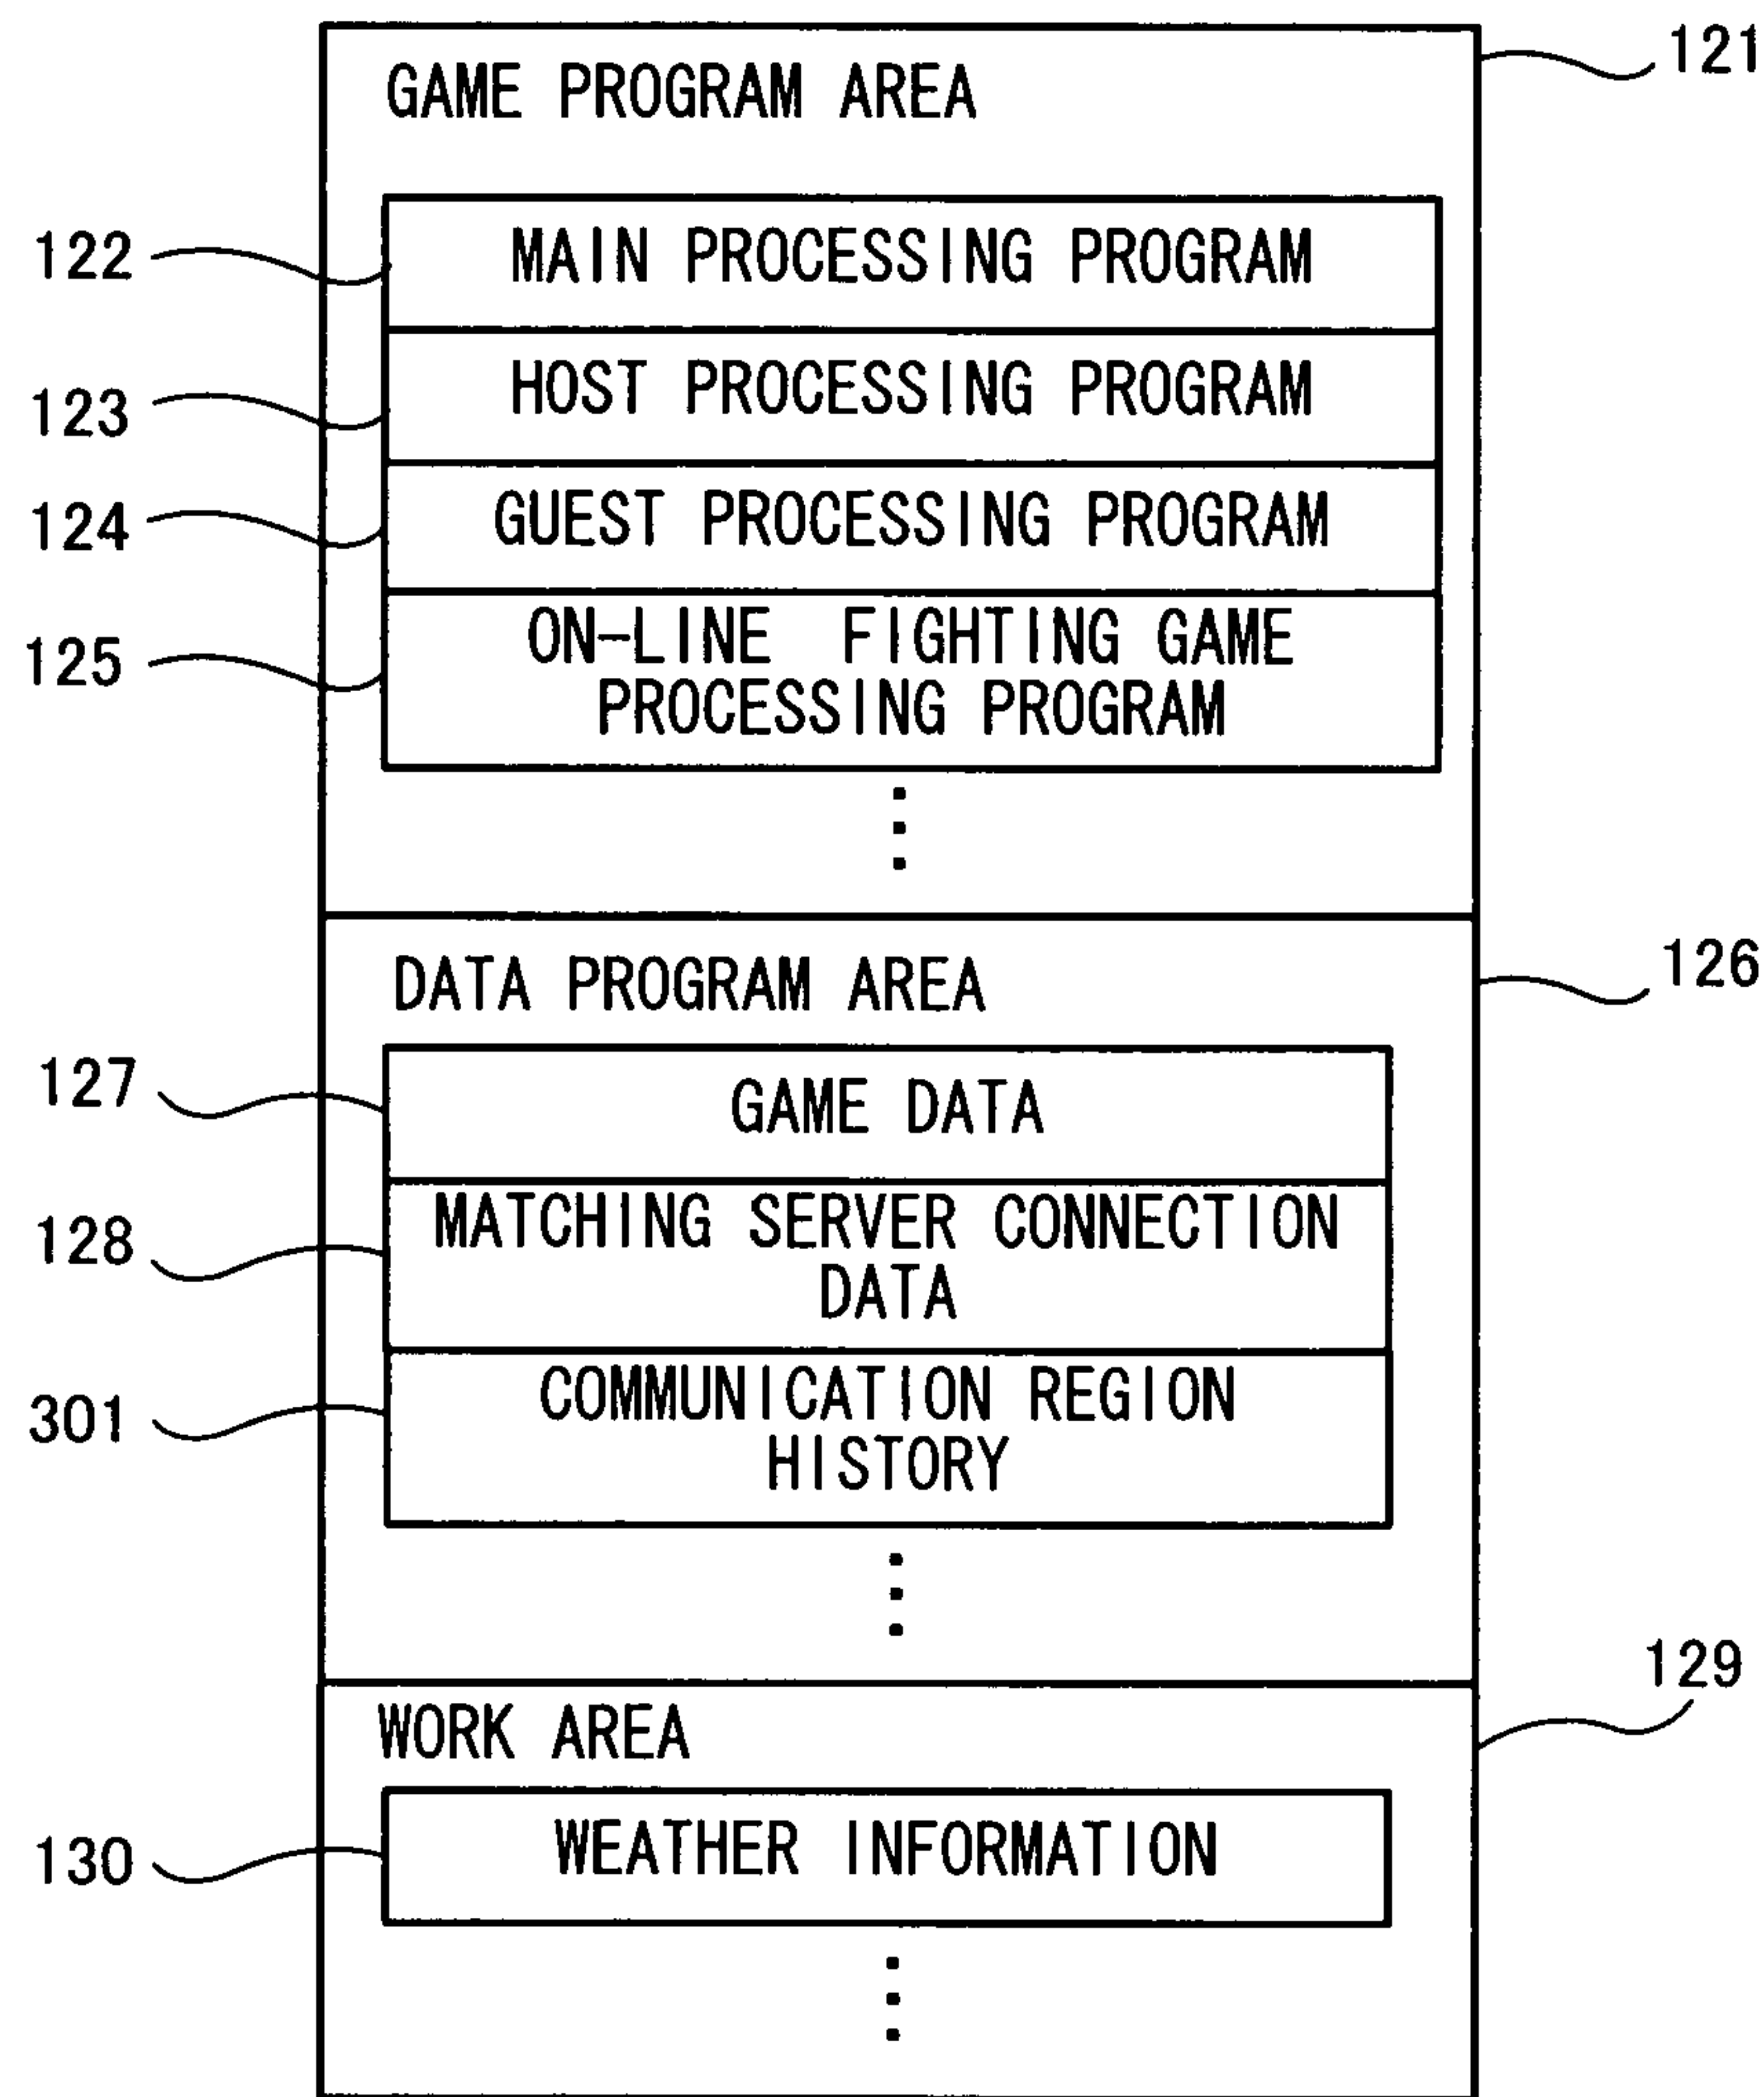 121
GAME PROGRAM AREA
122
MAIN PROCESSING PROGRAM
123
HOST PROCESSING PROGRAM
124
GUEST PROCESSING PROGRAM
125
ON-LINE FIGHTING GAME
PROCESSING PROGRAM
126
DATA PROGRAM AREA
127
GAME DATA
128
MATCHING SERVER CONNECTION
DATA
301
COMMUNICATION REGION
HISTORY
129
WORK AREA
130
WEATHER INFORMATION